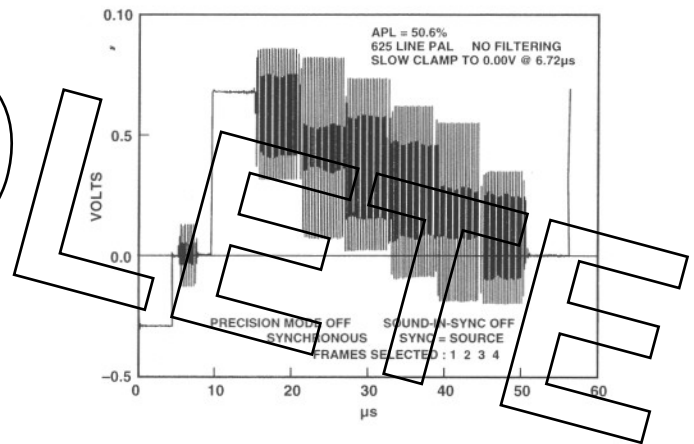 0.10
APL = 50.6%
625 LINE PAL NO FILTERING
SLOW CLAMP TO 0.00V @ 6.72µs
0.5
VOLTS
0.0
PRECISION MODE OFF SOUND-IN-SYNC OFF
SYNCHRONOUS SYNC = SOURCE
FRAMES SELECTED : 1 2 3 4
–0.5
0 10 20 30 40 50 60
µs
OLETE